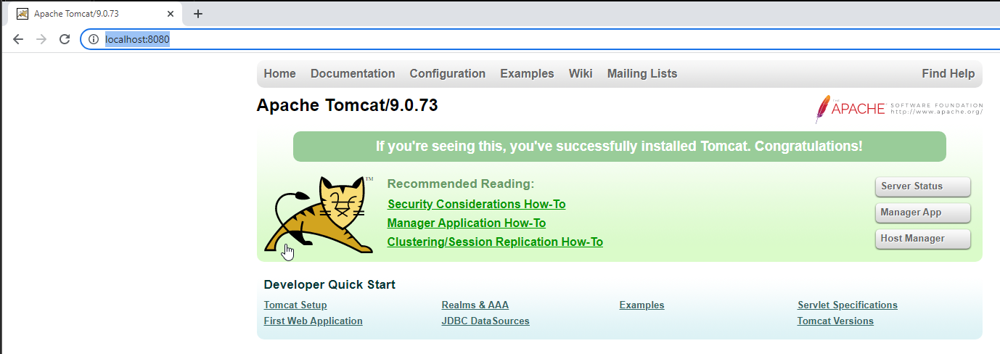 Apache Tomcat/9.0.73
localhost:8080
Home Documentation Configuration Examples Wiki Mailing Lists Find Help
Apache Tomcat/9.0.73
THE
APACHE® SOFTWARE FOUNDATION
http://www.apache.org/
If you're seeing this, you've successfully installed Tomcat. Congratulations!
TM
Recommended Reading:
Security Considerations How-To
Manager Application How-To
Clustering/Session Replication How-To
Server Status
Manager App
Host Manager
Developer Quick Start
Tomcat Setup Realms & AAA Examples Servlet Specifications
First Web Application JDBC DataSources Tomcat Versions